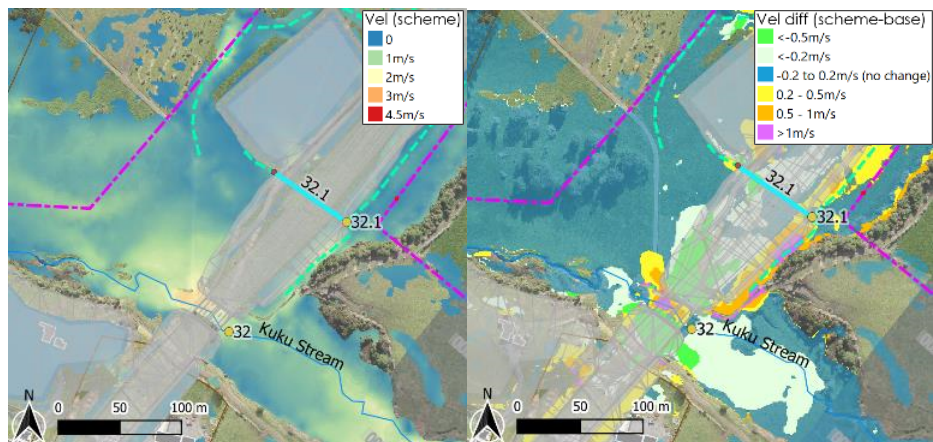 Vel (scheme)
0
1m/s
2m/s
3m/s
4.5m/s
32.1
32.1
32
Kuku Stream
N
0 50 100 m
Vel diff (scheme-base)
<-0.5m/s
<-0.2m/s
-0.2 to 0.2m/s (no change)
0.2 - 0.5m/s
0.5 - 1m/s
>1m/s
32.1
32.1
32
Kuku Stream
N
0 50 100 m